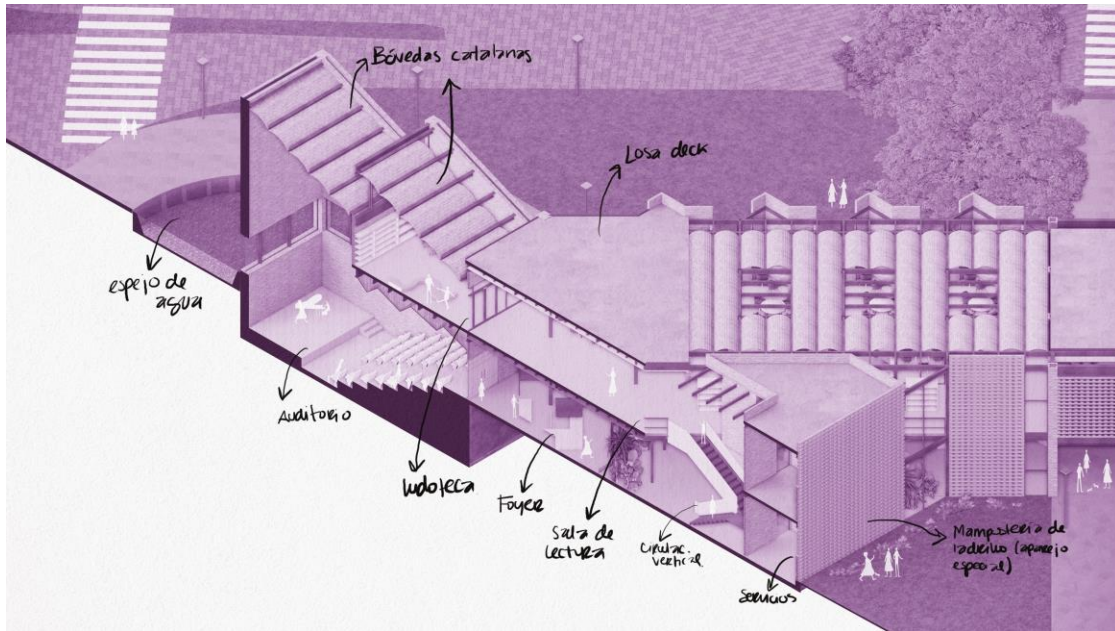 Bóvedas catalanas
Losa deck
espejo de
agua
Auditorio
ludoteca
Foyer
Sala de
lectura
Circulac.
vertical
Servicios
Mampostería de
ladrillo (aparejo
especial)